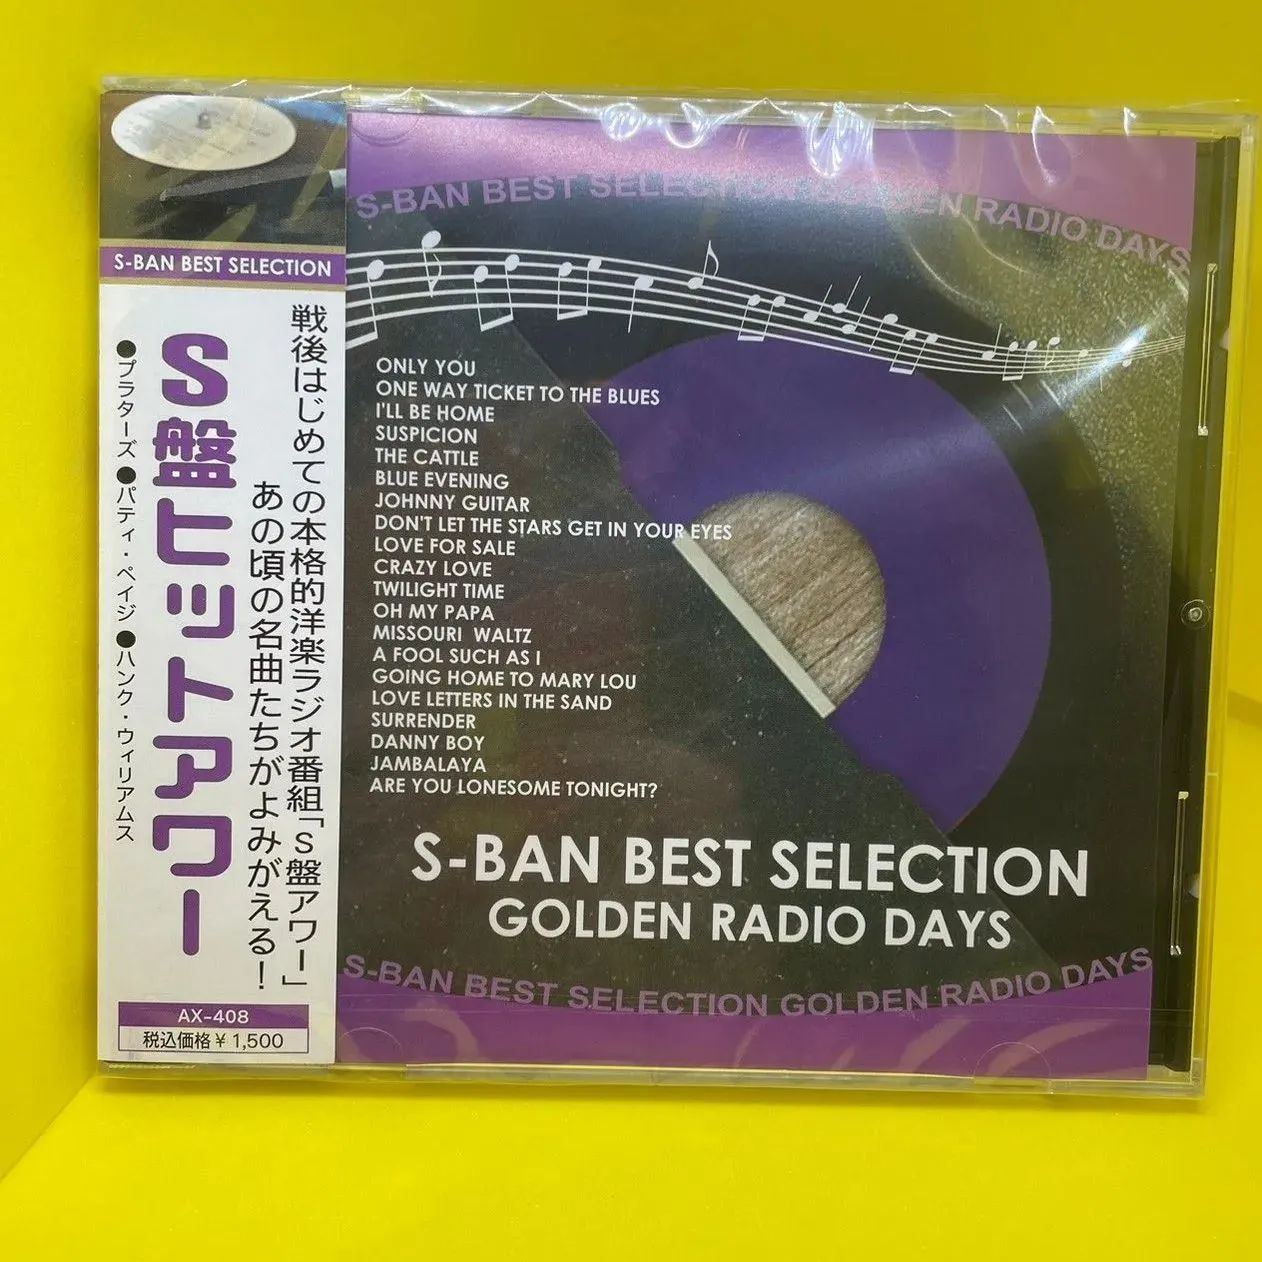 S-BAN BEST SELECTION
戦後はじめての本格的洋楽ラジオ番組「S盤アワー」
あの頃の名曲たちがよみがえる!
S盤ヒットアワー
●プラターズ ●パティ・ペイジ ●ハンク・ウィリアムス
AX-408
税込価格¥1,500
S-BAN BEST SELECTION GOLDEN RADIO DAYS
ONLY YOU
ONE WAY TICKET TO THE BLUES
I'LL BE HOME
SUSPICION
THE CATTLE
BLUE EVENING
JOHNNY GUITAR
DON'T LET THE STARS GET IN YOUR EYES
LOVE FOR SALE
CRAZY LOVE
TWILIGHT TIME
OH MY PAPA
MISSOURI WALTZ
A FOOL SUCH AS I
GOING HOME TO MARY LOU
LOVE LETTERS IN THE SAND
SURRENDER
DANNY BOY
JAMBALAYA
ARE YOU LONESOME TONIGHT?
S-BAN BEST SELECTION
GOLDEN RADIO DAYS
S-BAN BEST SELECTION GOLDEN RADIO DAYS